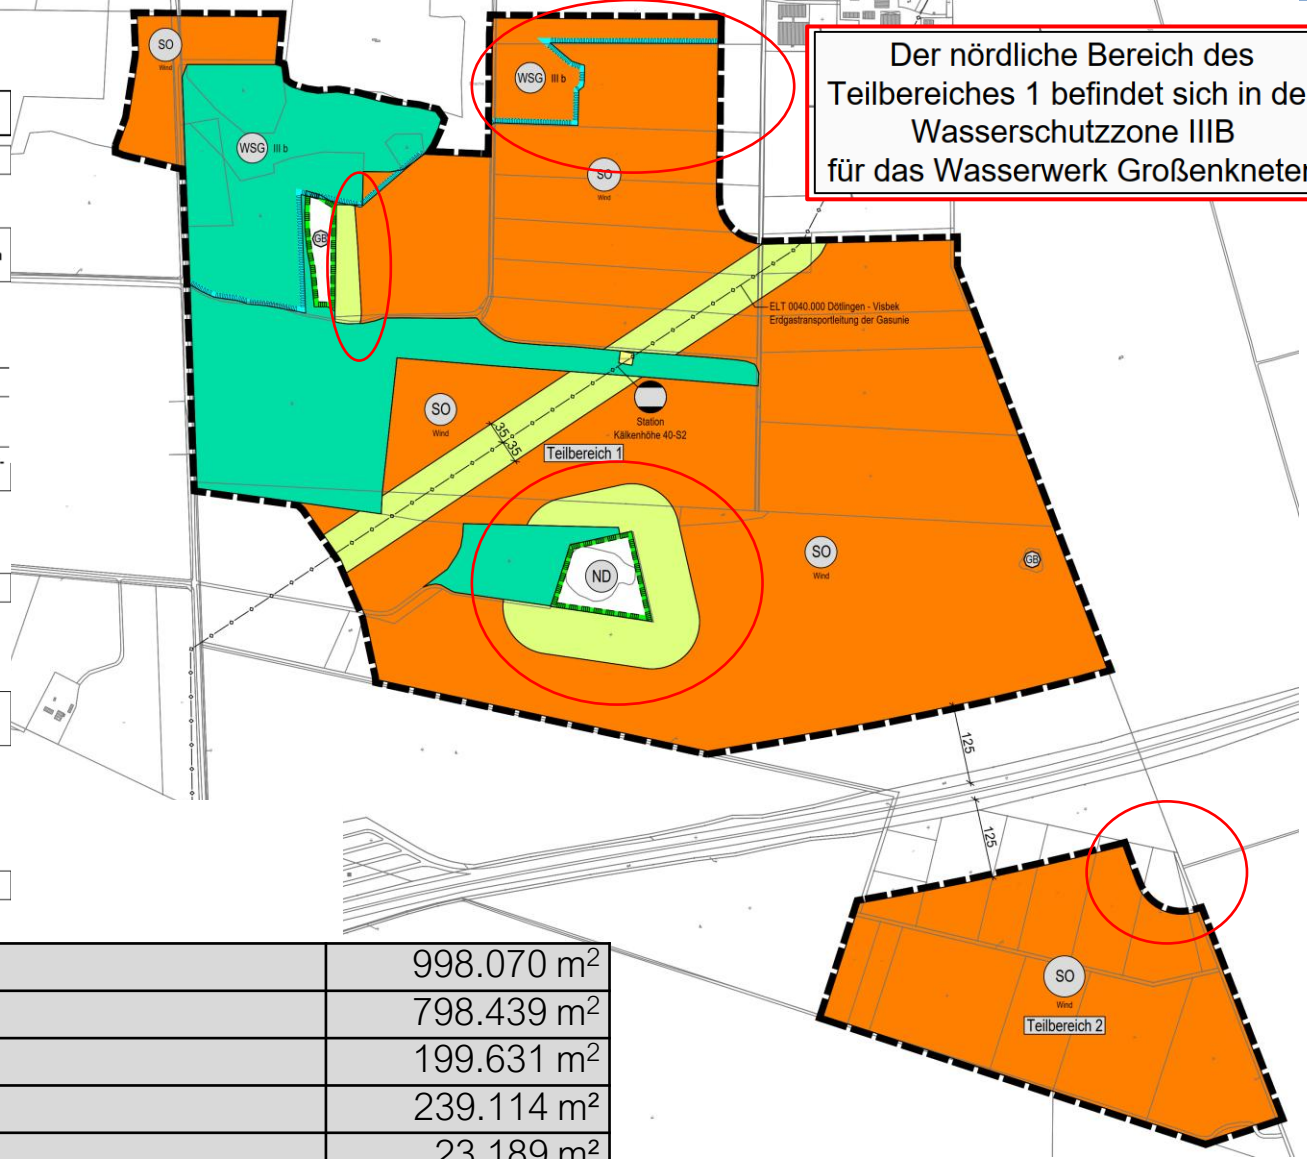 SO
Wind
WSG III b
Der nördliche Bereich des
Teilbereiches 1 befindet sich in de
Wasserschutzzone IIIB
für das Wasserwerk Großenkneten
WSG III b
SO
Wind
GB
ELT 0040.000 Dötlingen - Visbek
Erdgastransportleitung der Gasunie
SO
Wind
Station
Kälkenhöhe 40-S2
35
35
Teilbereich 1
SO
Wind
GB
ND
125
125
SO
Wind
Teilbereich 2
998.070 m²
798.439 m²
199.631 m²
239.114 m²
23.189 m²